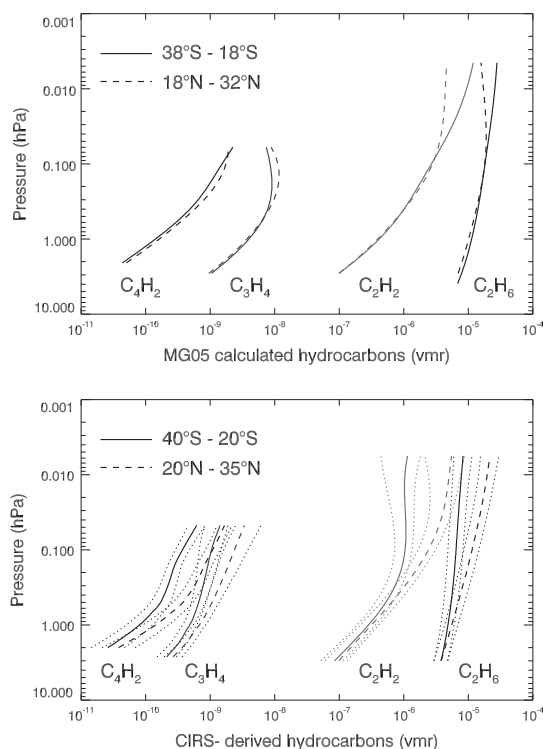 0.001
38°S - 18°S
18°N - 32°N
0.010
Pressure (hPa)
0.100
1.000
C₄H₂ C₃H₄ C₂H₂ C₂H₆
10.000
10⁻¹¹ 10⁻¹⁰ 10⁻⁹ 10⁻⁸ 10⁻⁷ 10⁻⁶ 10⁻⁵ 10⁻⁴
MG05 calculated hydrocarbons (vmr)
0.001
40°S - 20°S
20°N - 35°N
0.010
Pressure (hPa)
0.100
1.000
C₄H₂ C₃H₄ C₂H₂ C₂H₆
10.000
10⁻¹¹ 10⁻¹⁰ 10⁻⁹ 10⁻⁸ 10⁻⁷ 10⁻⁶ 10⁻⁵ 10⁻⁴
CIRS- derived hydrocarbons (vmr)